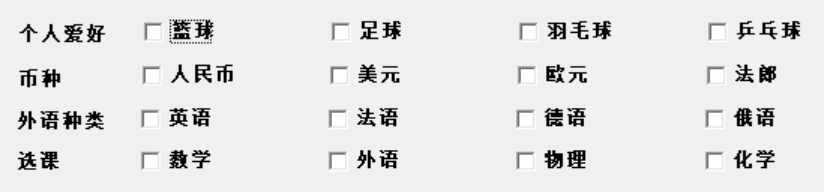 个人爱好 篮球 足球 羽毛球 乒乓球
币种 人民币 美元 欧元 法郎
外语种类 英语 法语 德语 俄语
选课 数学 外语 物理 化学